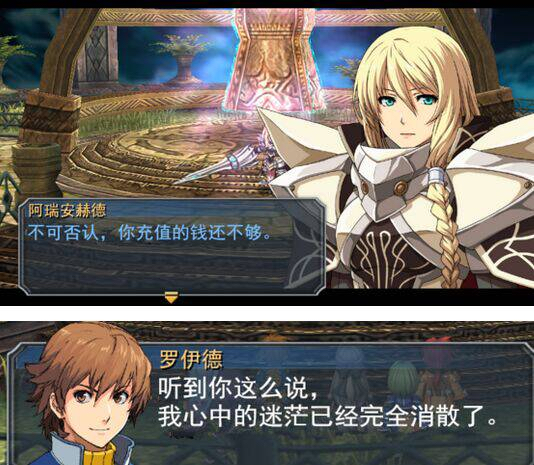 阿瑞安赫德
不可否认，你充值的钱还不够。
罗伊德
听到你这么说，
我心中的迷茫已经完全消散了。